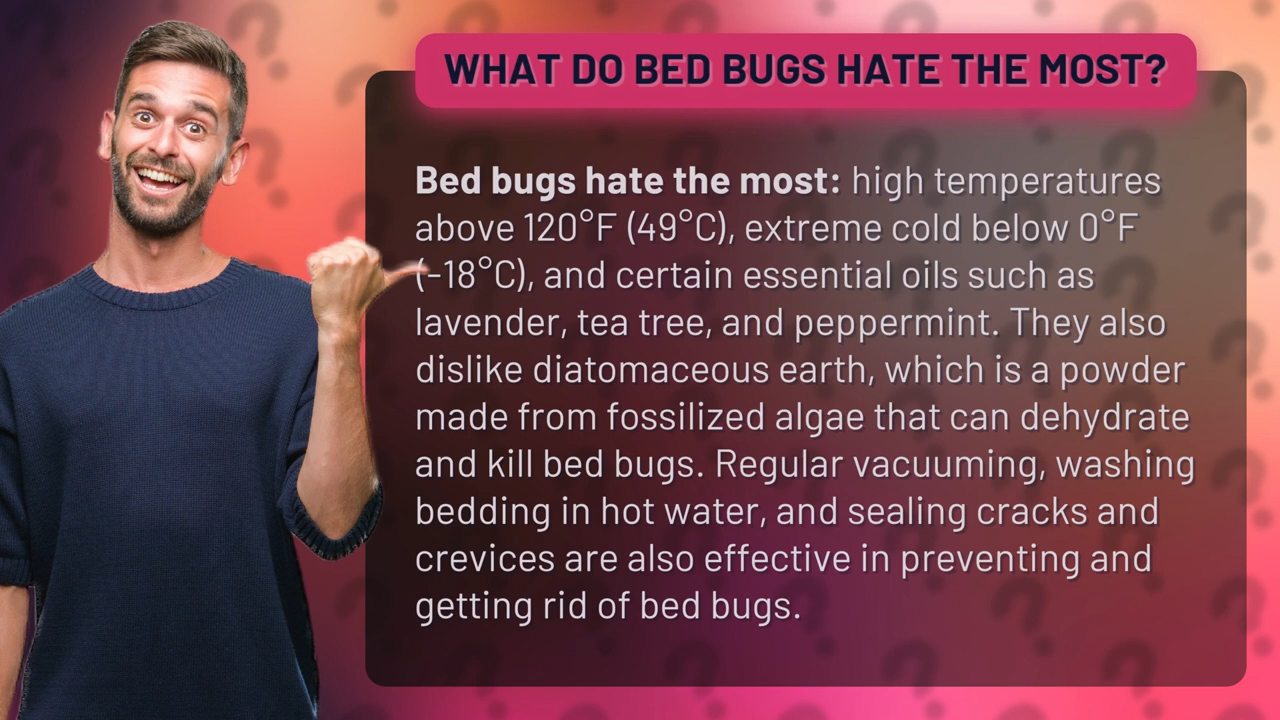 WHAT DO BED BUGS HATE THE MOST?
Bed bugs hate the most: high temperatures
above 120°F (49°C), extreme cold below 0°F
(-18°C), and certain essential oils such as
lavender, tea tree, and peppermint. They also
dislike diatomaceous earth, which is a powder
made from fossilized algae that can dehydrate
and kill bed bugs. Regular vacuuming, washing
bedding in hot water, and sealing cracks and
crevices are also effective in preventing and
getting rid of bed bugs.